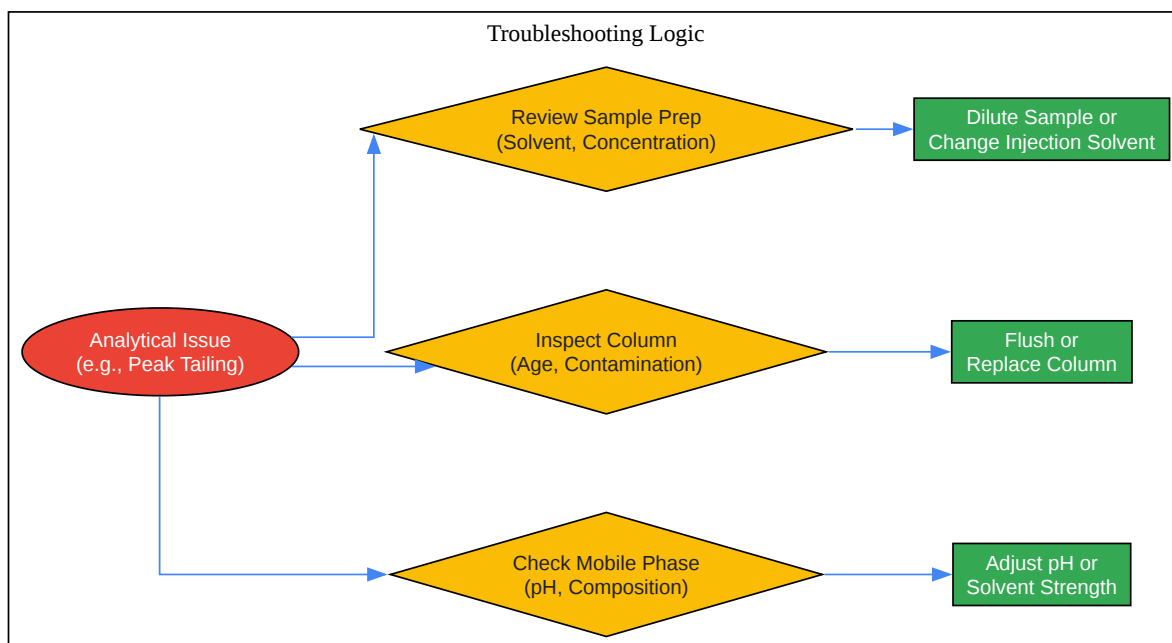 Troubleshooting Logic
Review Sample Prep
(Solvent, Concentration)
Dilute Sample or
Change Injection Solvent
Analytical Issue
(e.g., Peak Tailing)
Inspect Column
(Age, Contamination)
Flush or
Replace Column
Check Mobile Phase
(pH, Composition)
Adjust pH or
Solvent Strength